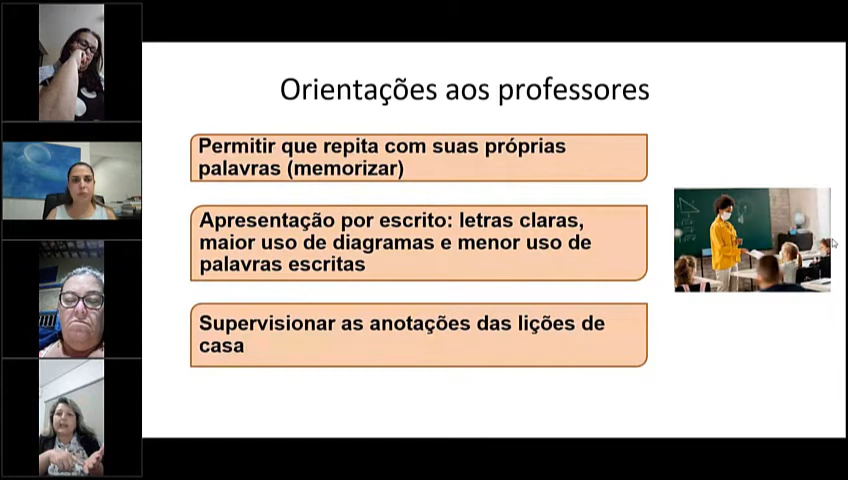 Orientações aos professores
Permitir que repita com suas próprias
palavras (memorizar)
Apresentação por escrito: letras claras,
maior uso de diagramas e menor uso de
palavras escritas
Supervisionar as anotações das lições de
casa